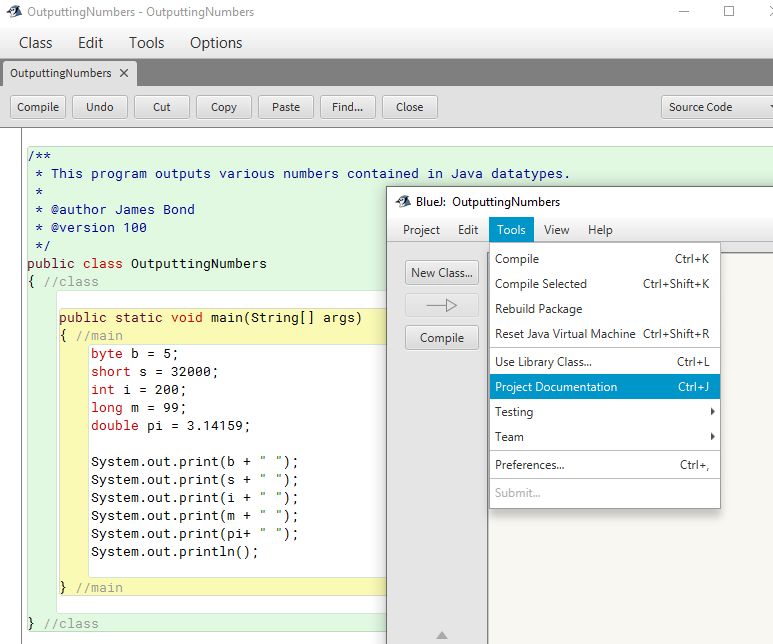 OutputtingNumbers - OutputtingNumbers
Class Edit Tools Options
OutputtingNumbers ✕
Compile Undo Cut Copy Paste Find... Close Source Code
/**
* This program outputs various numbers contained in Java datatypes.
*
* @author James Bond
* @version 100
*/
public class OutputtingNumbers
{ //class
public static void main(String[] args)
{ //main
byte b = 5;
short s = 32000;
int i = 200;
long m = 99;
double pi = 3.14159;
System.out.print(b + " ");
System.out.print(s + " ");
System.out.print(i + " ");
System.out.print(m + " ");
System.out.print(pi+ " ");
System.out.println();
} //main
} //class
BlueJ: OutputtingNumbers
Project Edit Tools View Help
New Class...
Compile
Compile Ctrl+K
Compile Selected Ctrl+Shift+K
Rebuild Package
Reset Java Virtual Machine Ctrl+Shift+R
Use Library Class... Ctrl+L
Project Documentation Ctrl+J
Testing
Team
Preferences... Ctrl+,
Submit...